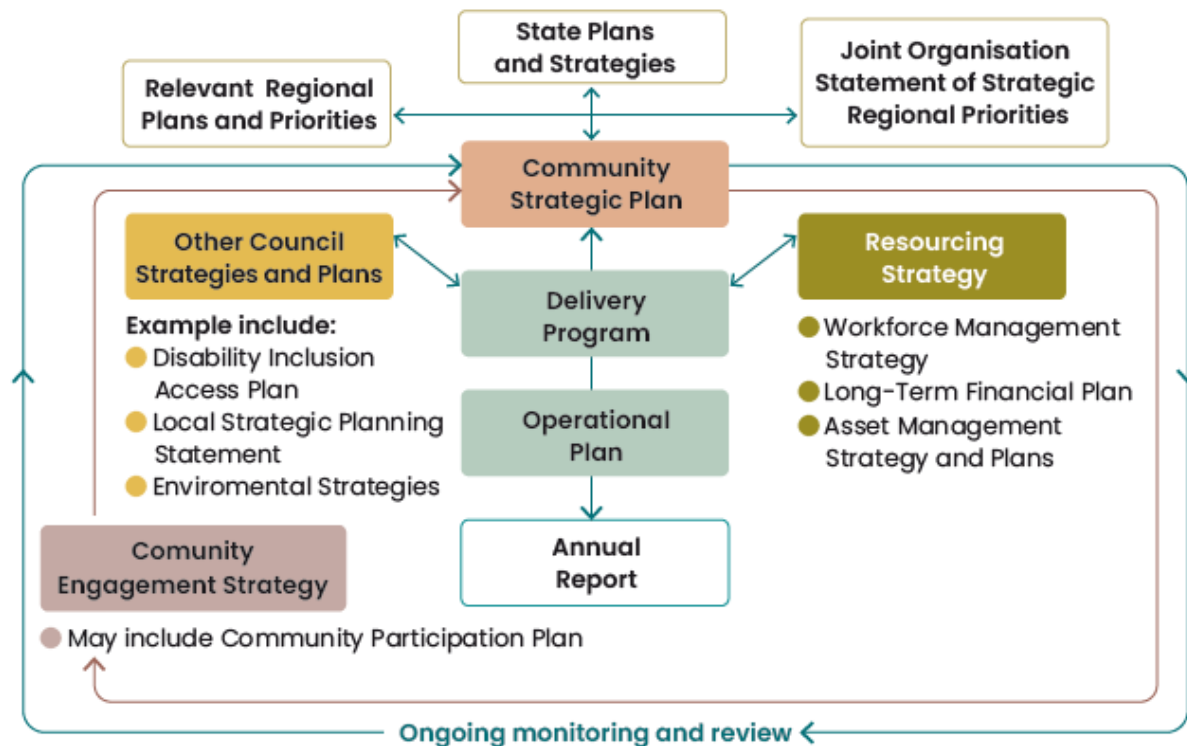 State Plans
and Strategies
Relevant Regional
Plans and Priorities
Joint Organisation
Statement of Strategic
Regional Priorities
Community
Strategic Plan
Other Council
Strategies and Plans
Example include:
Disability Inclusion
Access Plan
Local Strategic Planning
Statement
Enviromental Strategies
Delivery
Program
Operational
Plan
Annual
Report
Resourcing
Strategy
Workforce Management
Strategy
Long-Term Financial Plan
Asset Management
Strategy and Plans
Comunity
Engagement Strategy
May include Community Participation Plan
Ongoing monitoring and review